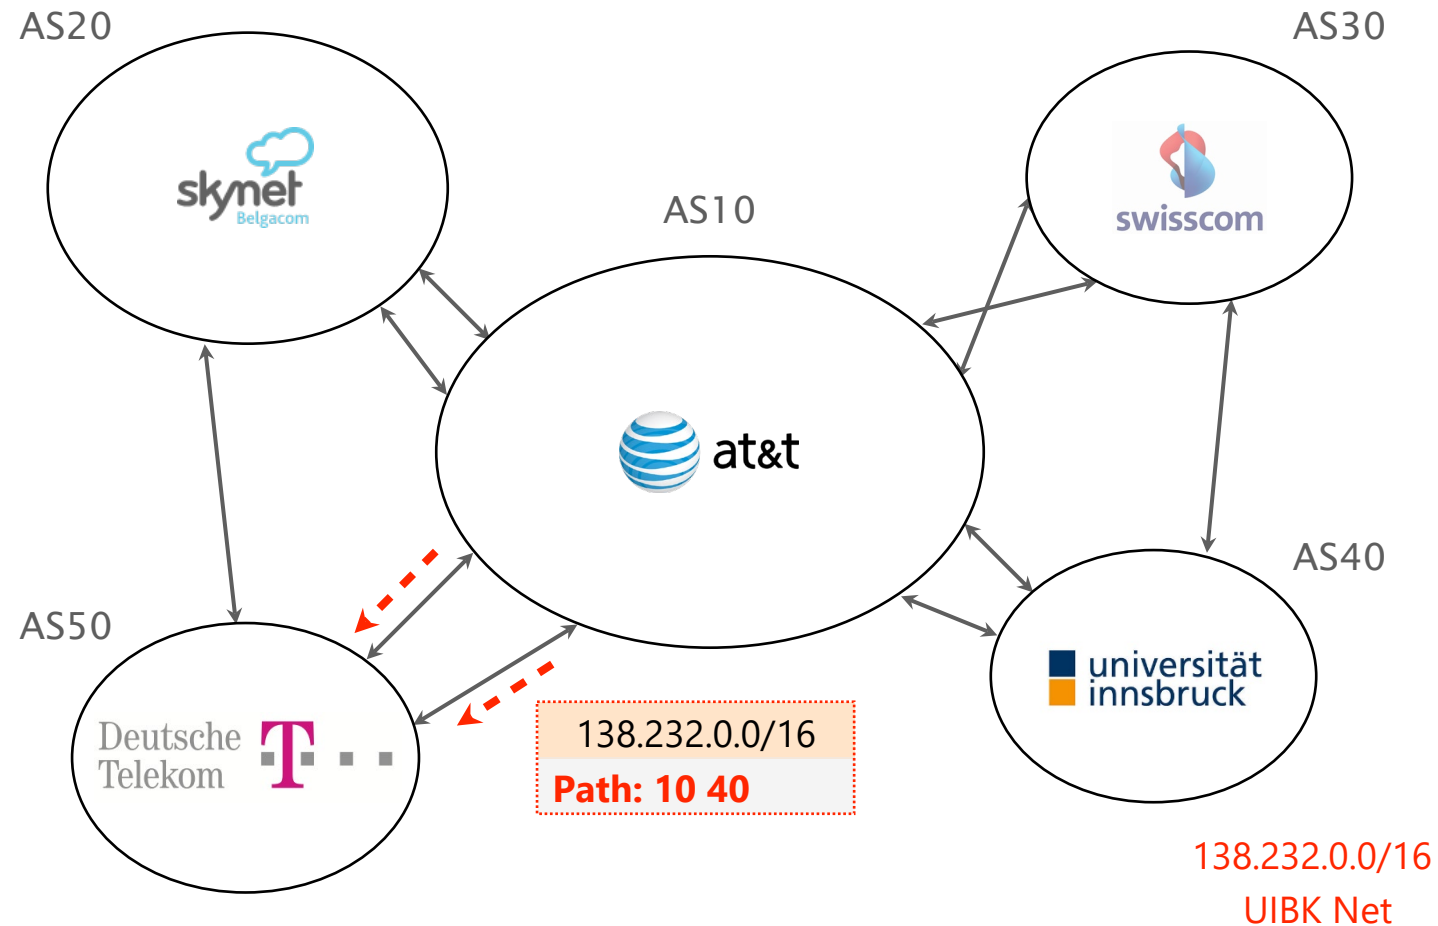 AS20
AS30
skynet
Belgacom
swisscom
AS10
at&t
AS40
AS50
universität
innsbruck
Deutsche
Telekom
T
138.232.0.0/16
Path: 10 40
138.232.0.0/16
UIBK Net